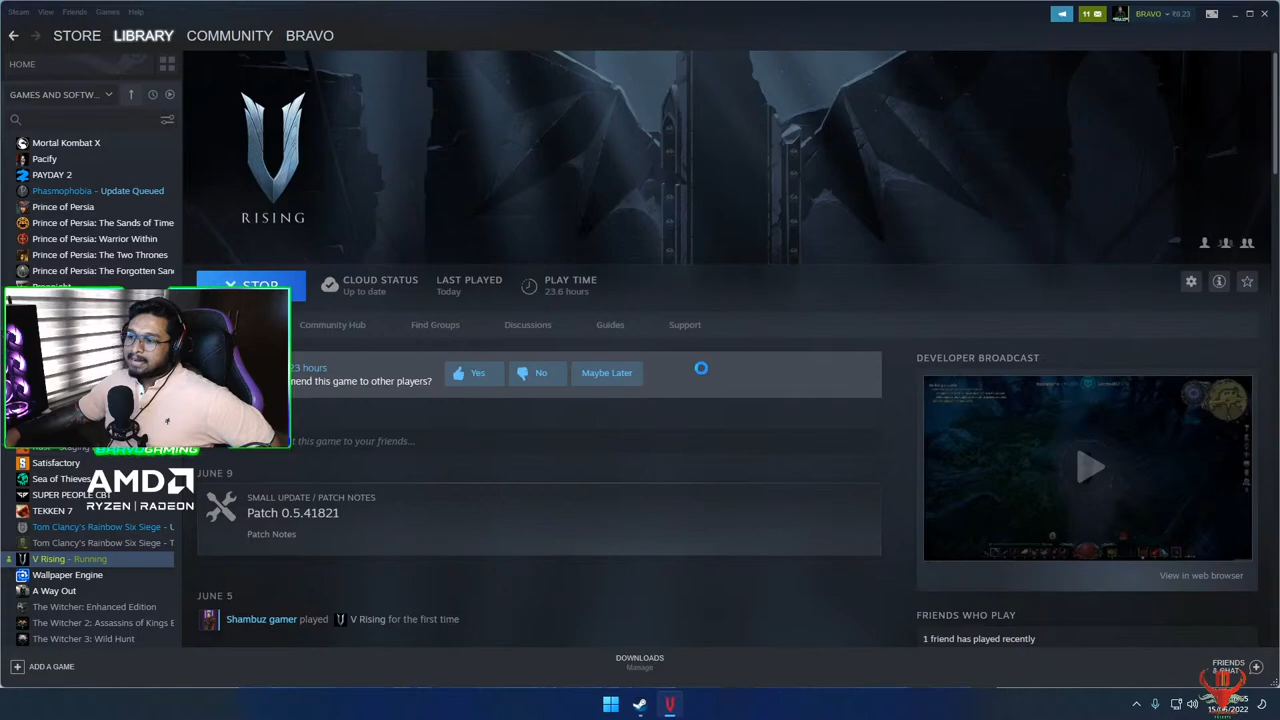 Steam View Friends Games Help
11
BRAVO
₹0.23
STORE LIBRARY COMMUNITY BRAVO
HOME
GAMES AND SOFTW...
Mortal Kombat X
Pacify
PAYDAY 2
Phasmophobia - Update Queued
Prince of Persia
Prince of Persia: The Sands of Time
Prince of Persia: Warrior Within
Prince of Persia: The Two Thrones
Prince of Persia: The Forgotten San
RISING
STOP
CLOUD STATUS
Up to date
LAST PLAYED
Today
PLAY TIME
23.6 hours
Community Hub Find Groups Discussions Guides Support
23 hours
mend this game to other players?
Yes No Maybe Later
this game to your friends...
JUNE 9
SMALL UPDATE / PATCH NOTES
Patch 0.5.41821
Patch Notes
JUNE 5
Shambuz gamer played V Rising for the first time
DEVELOPER BROADCAST
View in web browser
FRIENDS WHO PLAY
1 friend has played recently
GAMING
AMD
RYZEN | RADEON
Satisfactory
Sea of Thieves
SUPER PEOPLE CBT
TEKKEN 7
Tom Clancy's Rainbow Six Siege - U
Tom Clancy's Rainbow Six Siege - T
V Rising - Running
Wallpaper Engine
A Way Out
The Witcher: Enhanced Edition
The Witcher 2: Assassins of Kings E
The Witcher 3: Wild Hunt
ADD A GAME
DOWNLOADS
Manage
FRIENDS
& CHAT